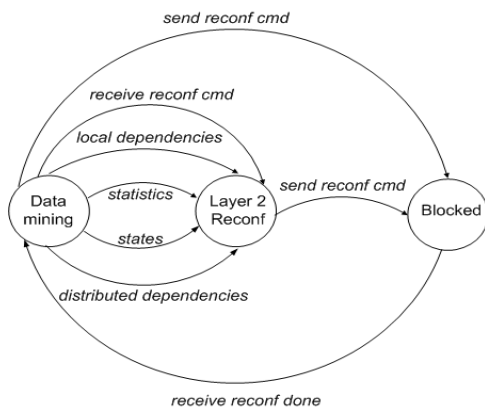 send reconf cmd
receive reconf cmd
local dependencies
statistics
send reconf cmd
Data
mining
Layer 2
Reconf
Blocked
states
distributed dependencies
receive reconf done